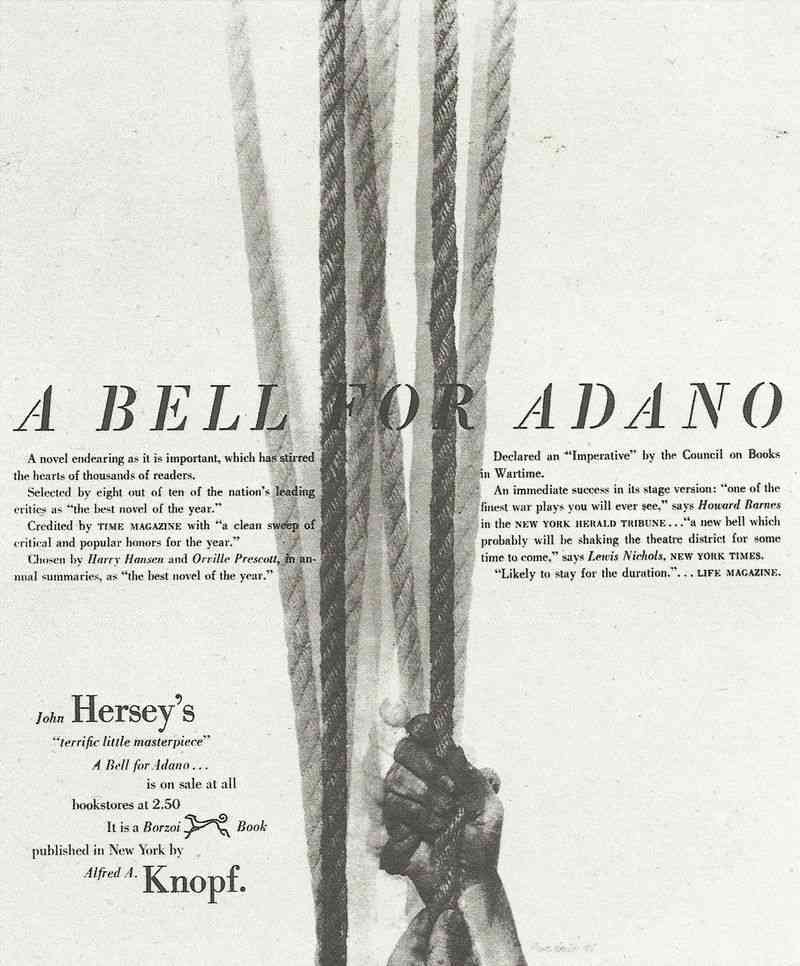 A BELL FOR ADANO
A novel endearing as it is important, which has stirred
the hearts of thousands of readers.
Selected by eight out of ten of the nation's leading
critics as “the best novel of the year.”
Credited by TIME MAGAZINE with “a clean sweep of
critical and popular honors for the year.”
Chosen by Harry Hansen and Orville Prescott, in an-
nual summaries, as “the best novel of the year.”
Declared an “Imperative” by the Council on Books
in Wartime.
An immediate success in its stage version: “one of the
finest war plays you will ever see,” says Howard Barnes
in the NEW YORK HERALD TRIBUNE...“a new bell which
probably will be shaking the theatre district for some
time to come,” says Lewis Nichols, NEW YORK TIMES.
“Likely to stay for the duration.”...LIFE MAGAZINE.
John Hersey's
“terrific little masterpiece”
A Bell for Adano...
is on sale at all
bookstores at 2.50
It is a Borzoi Book
published in New York by
Alfred A. Knopf.